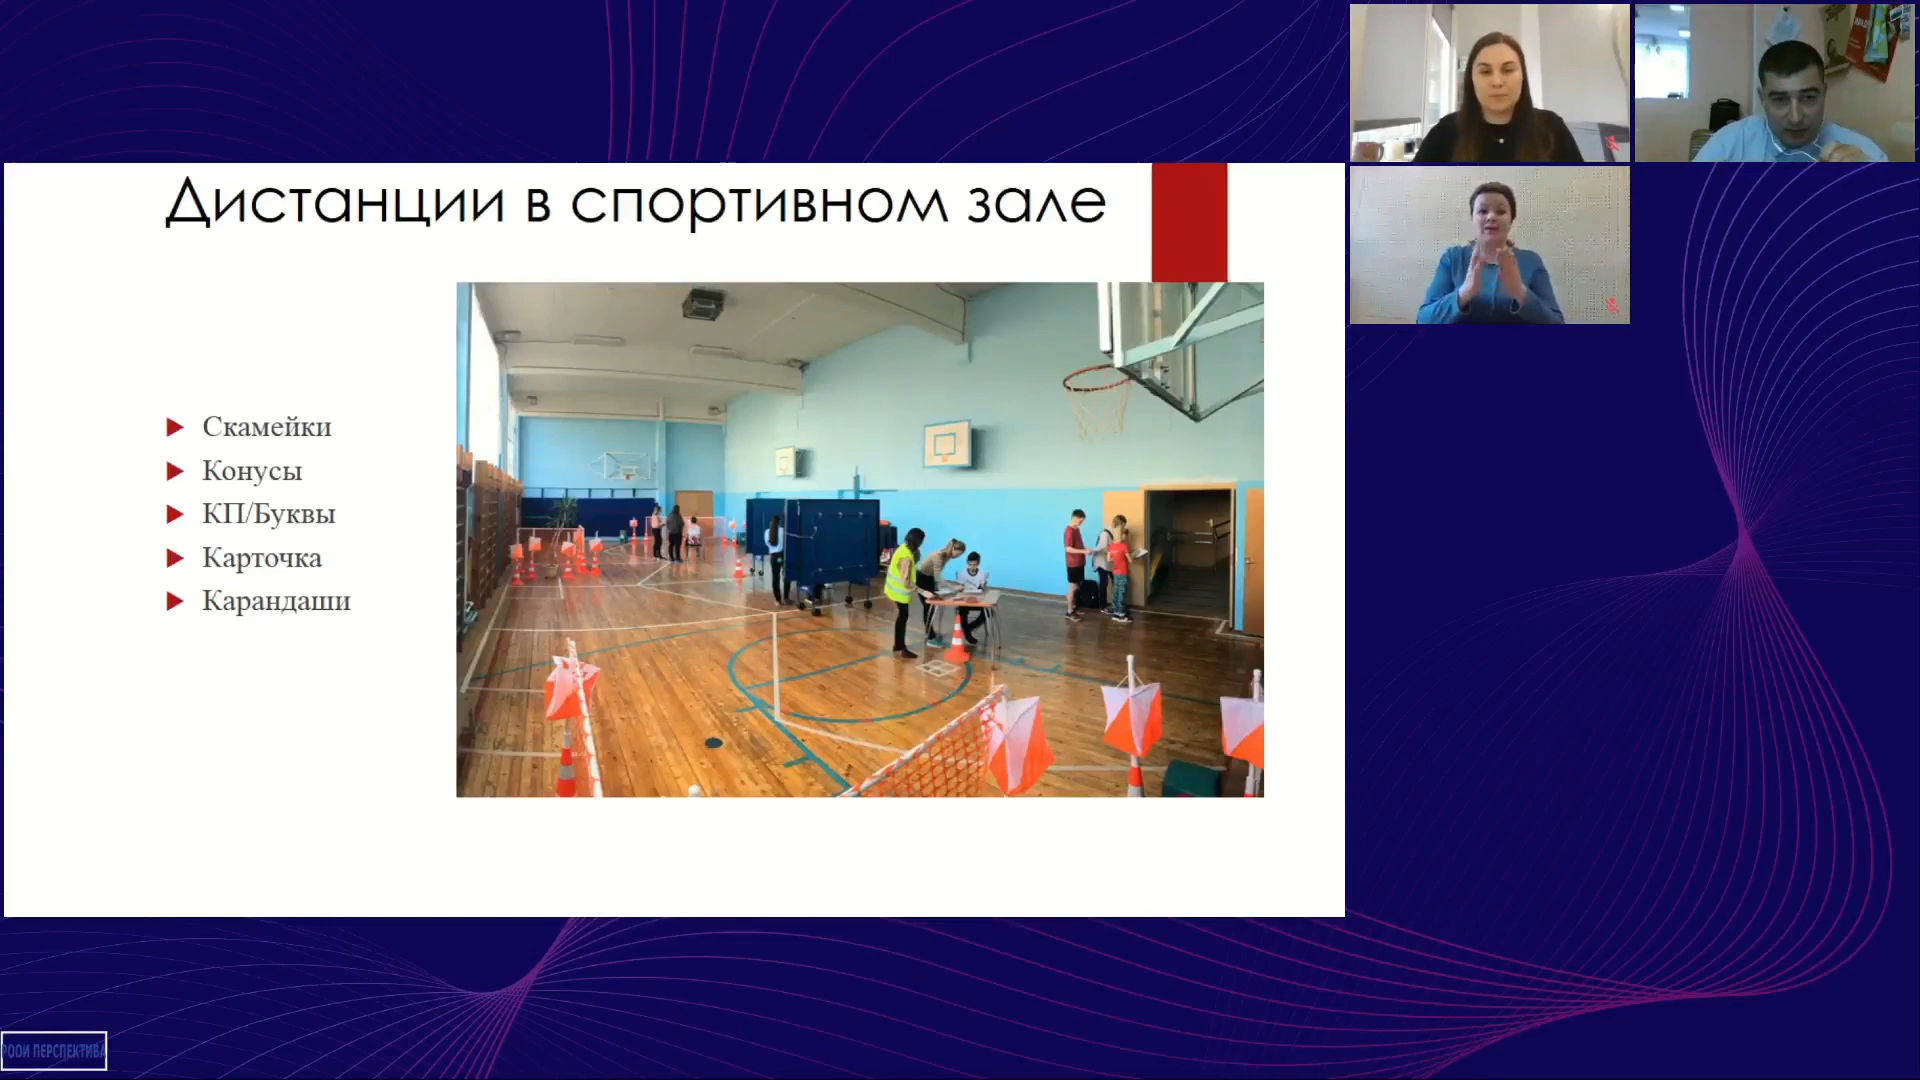 Дистанции в спортивном зале
Скамейки
Конусы
КП/Буквы
Карточка
Карандаши
РООИ ПЕРСПЕКТИВА